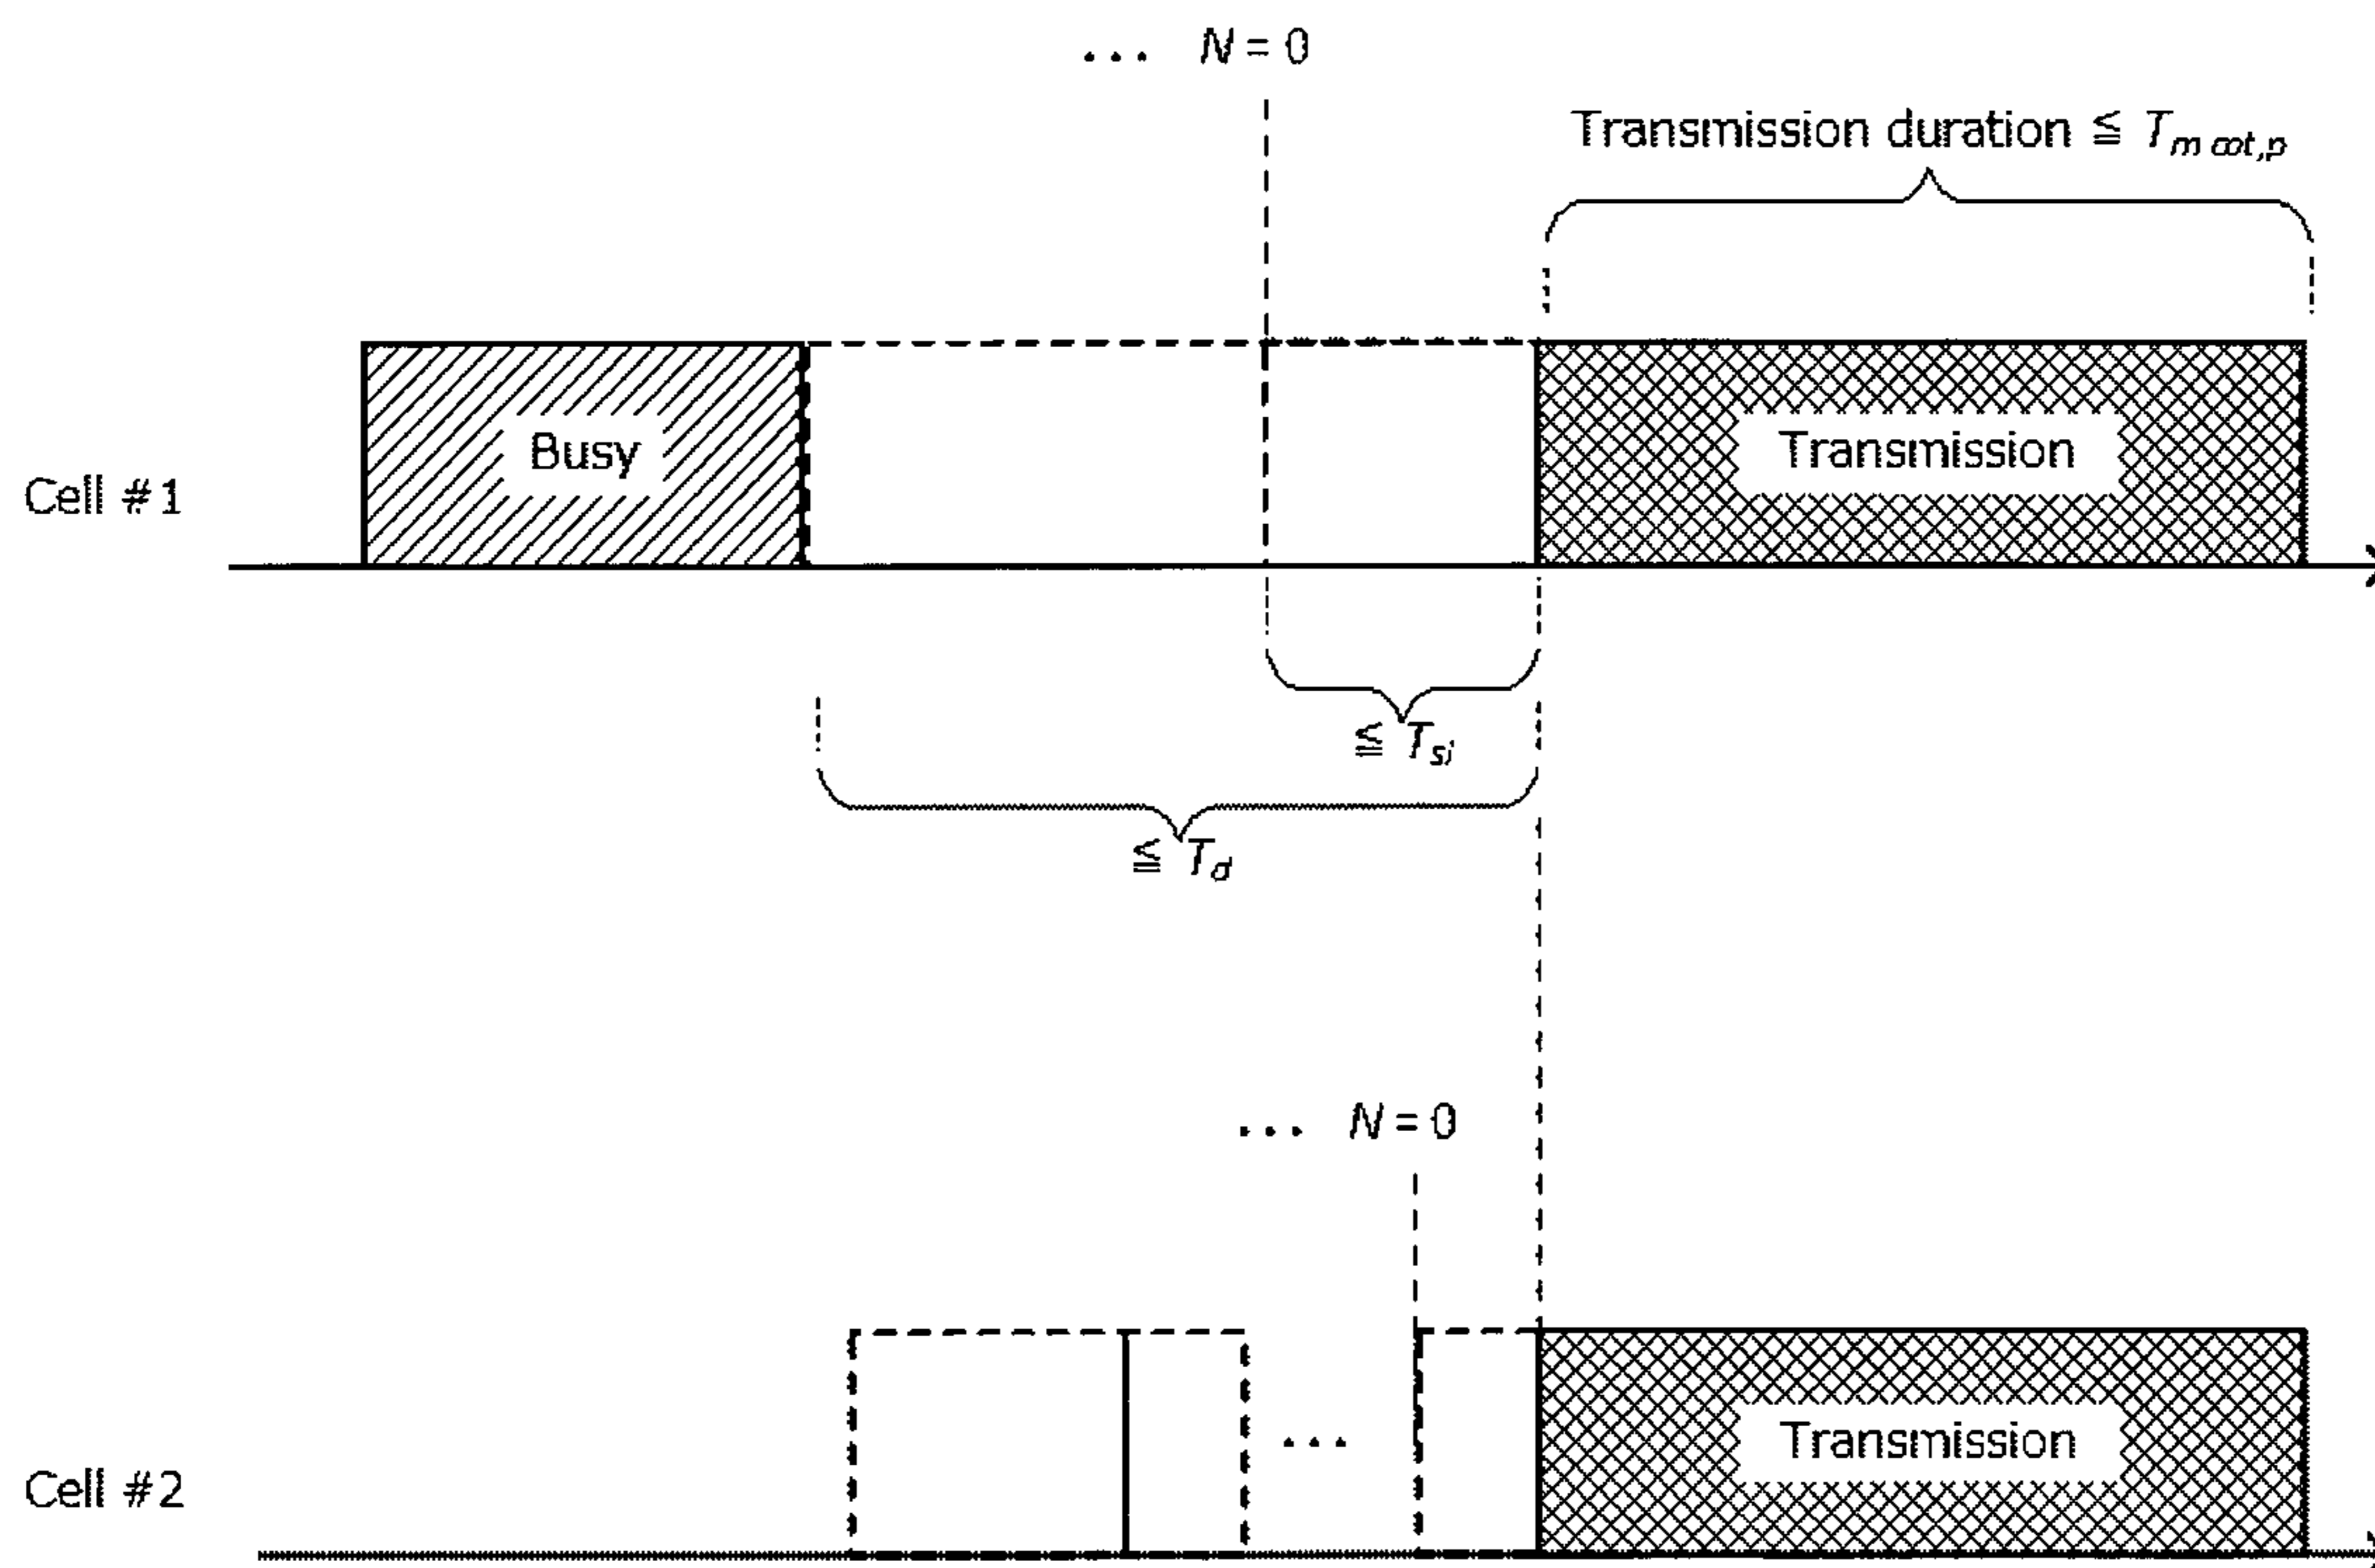 ... N = 0
Transmission duration ≦ Tm cot,p
Busy
Transmission
Cell #1
≦ Tsl
≦ Td
... N = 0
...
Transmission
Cell #2